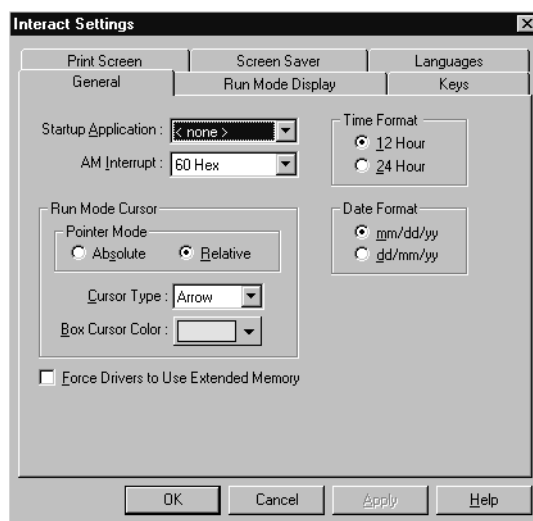 Interact Settings
Print Screen Screen Saver Languages
General Run Mode Display Keys
Startup Application : < none >
AM Interrupt : 60 Hex
Time Format
12 Hour
24 Hour
Run Mode Cursor
Pointer Mode
Absolute Relative
Cursor Type : Arrow
Box Cursor Color :
Date Format
mm/dd/yy
dd/mm/yy
Force Drivers to Use Extended Memory
OK Cancel Apply Help